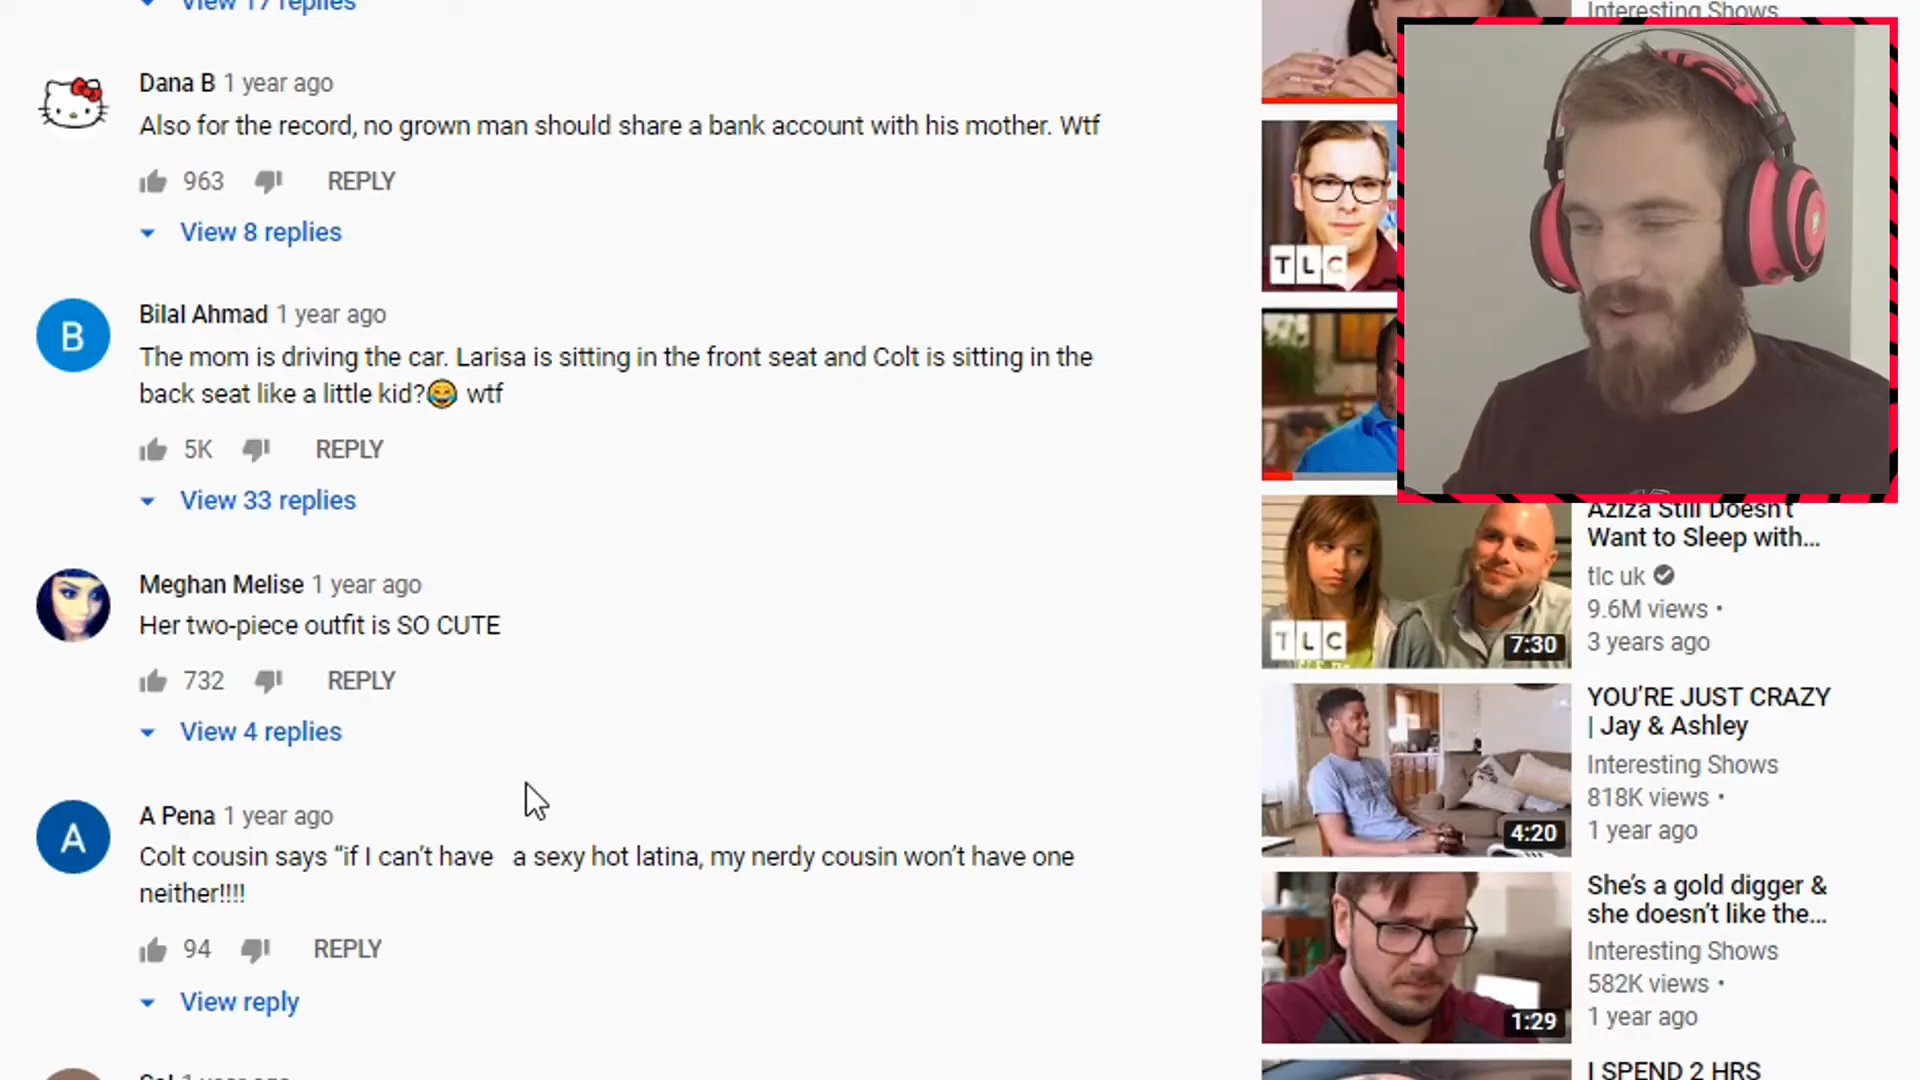 View 17 replies
Interesting Shows
Dana B 1 year ago
Also for the record, no grown man should share a bank account with his mother. Wtf
963 REPLY
View 8 replies
TLC
Bilal Ahmad 1 year ago
The mom is driving the car. Larisa is sitting in the front seat and Colt is sitting in the
back seat like a little kid?😂 wtf
5K REPLY
View 33 replies
Meghan Melise 1 year ago
Her two-piece outfit is SO CUTE
732 REPLY
View 4 replies
A Pena 1 year ago
Colt cousin says “if I can’t have a sexy hot latina, my nerdy cousin won’t have one
neither!!!!
94 REPLY
View reply
1 year ago
Aziza Still Doesn't
Want to Sleep with...
tlc uk
9.6M views •
3 years ago
TLC
7:30
YOU'RE JUST CRAZY
| Jay & Ashley
Interesting Shows
818K views •
1 year ago
4:20
She's a gold digger &
she doesn't like the...
Interesting Shows
582K views •
1 year ago
1:29
I SPEND 2 HRS